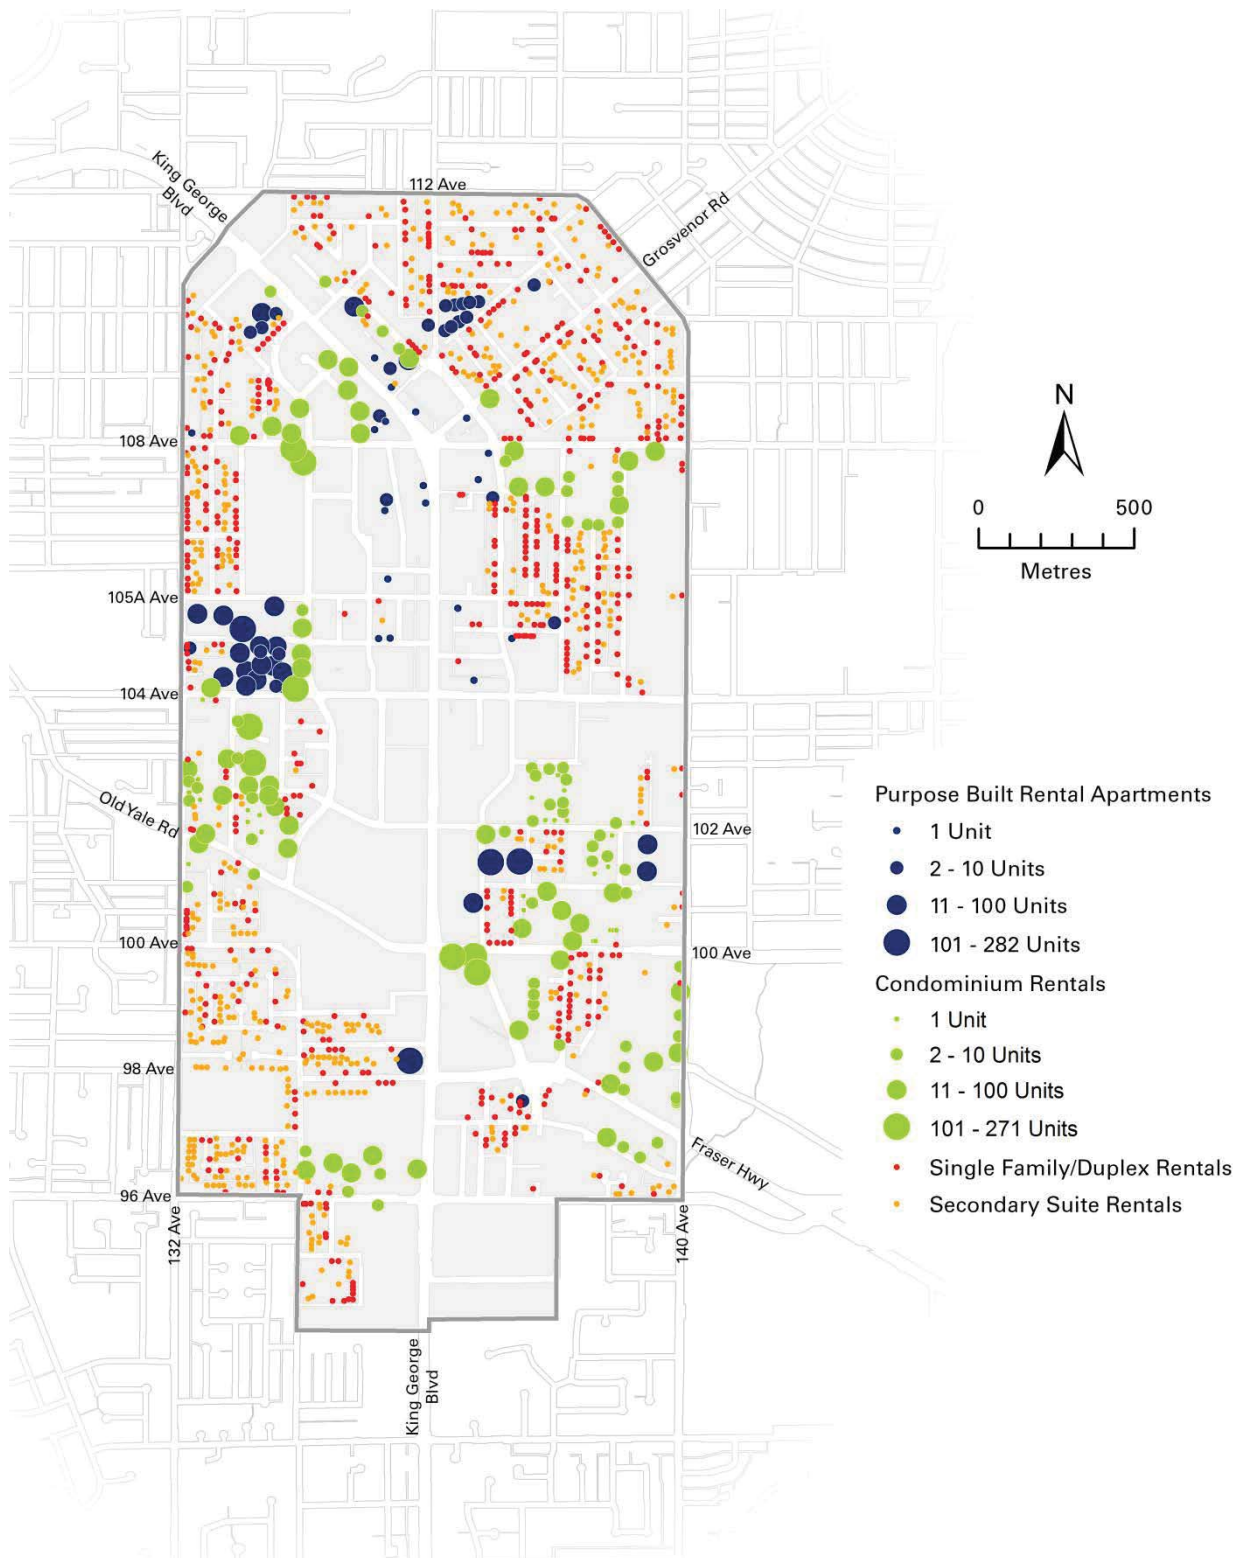 King George
Blvd
112 Ave
Grosvenor Rd
108 Ave
N
0 500
Metres
105A Ave
104 Ave
Old Yale Rd
102 Ave
100 Ave
100 Ave
98 Ave
Fraser Hwy
96 Ave
132 Ave
140 Ave
King George
Blvd
Purpose Built Rental Apartments
1 Unit
2 - 10 Units
11 - 100 Units
101 - 282 Units
Condominium Rentals
1 Unit
2 - 10 Units
11 - 100 Units
101 - 271 Units
Single Family/Duplex Rentals
Secondary Suite Rentals